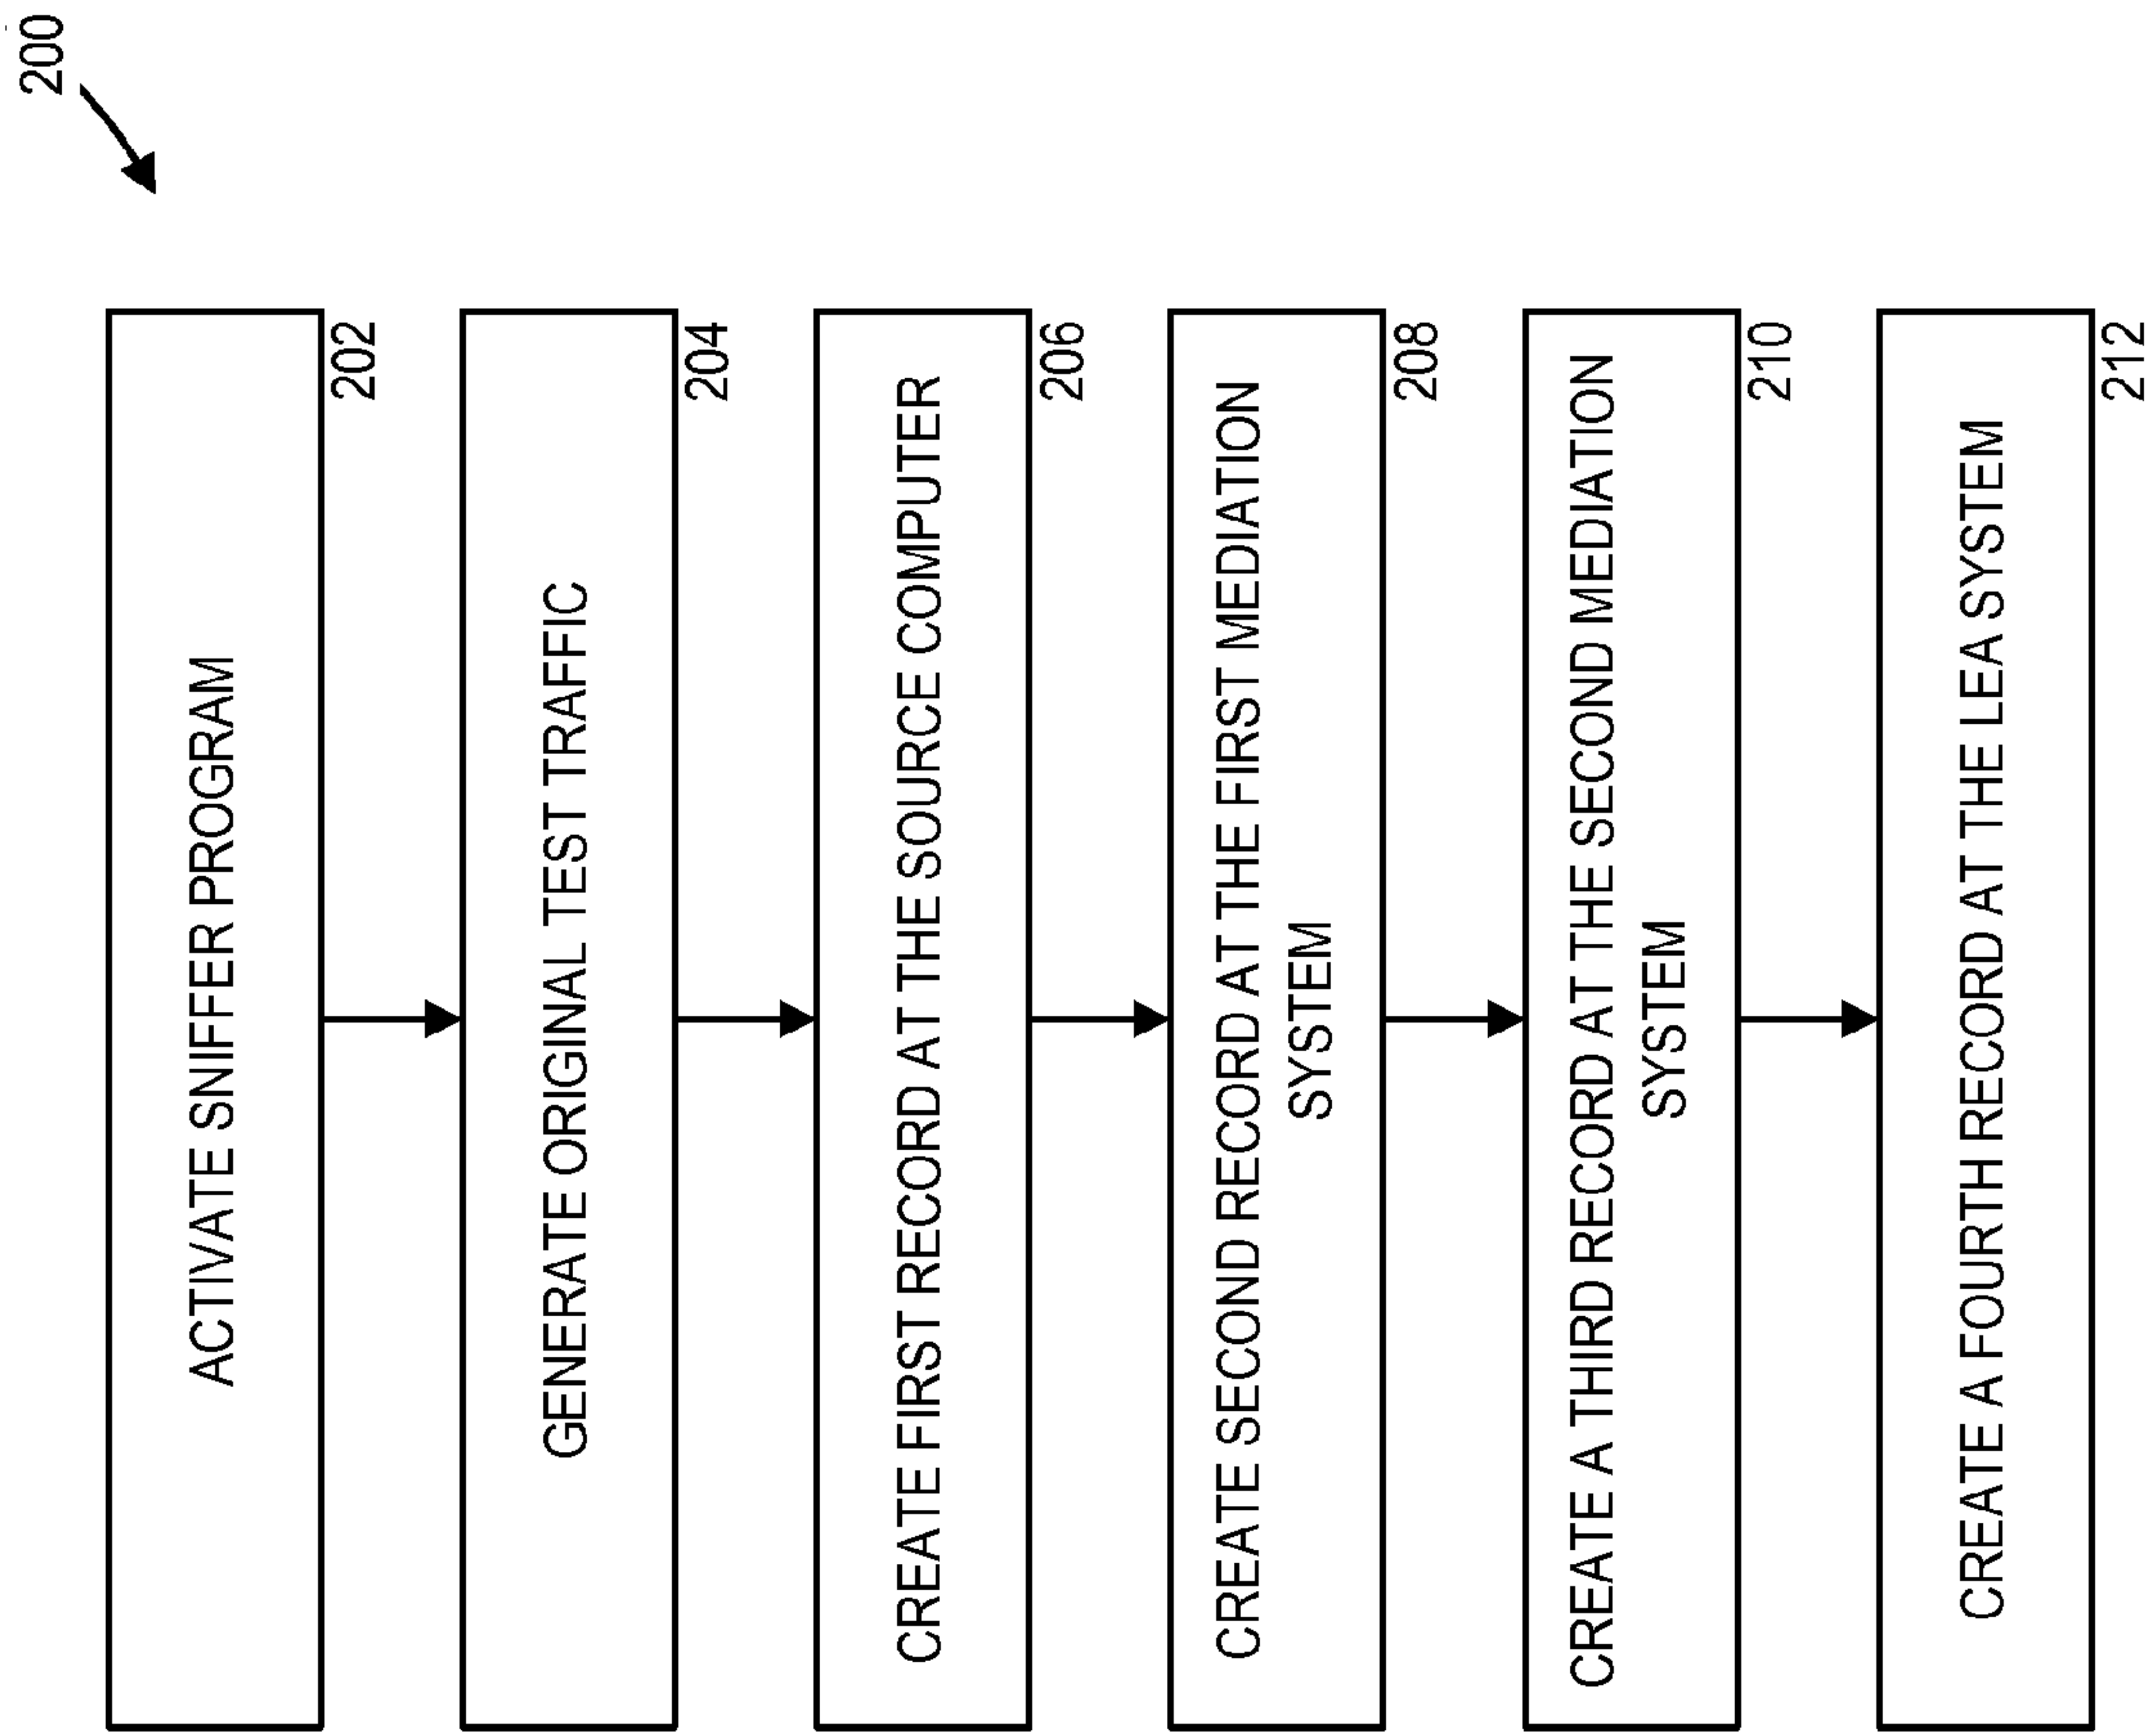 200
ACTIVATE SNIFFER PROGRAM
202
GENERATE ORIGINAL TEST TRAFFIC
204
CREATE FIRST RECORD AT THE SOURCE COMPUTER
206
CREATE SECOND RECORD AT THE FIRST MEDIATION
SYSTEM
208
CREATE A THIRD RECORD AT THE SECOND MEDIATION
SYSTEM
210
CREATE A FOURTH RECORD AT THE LEA SYSTEM
212